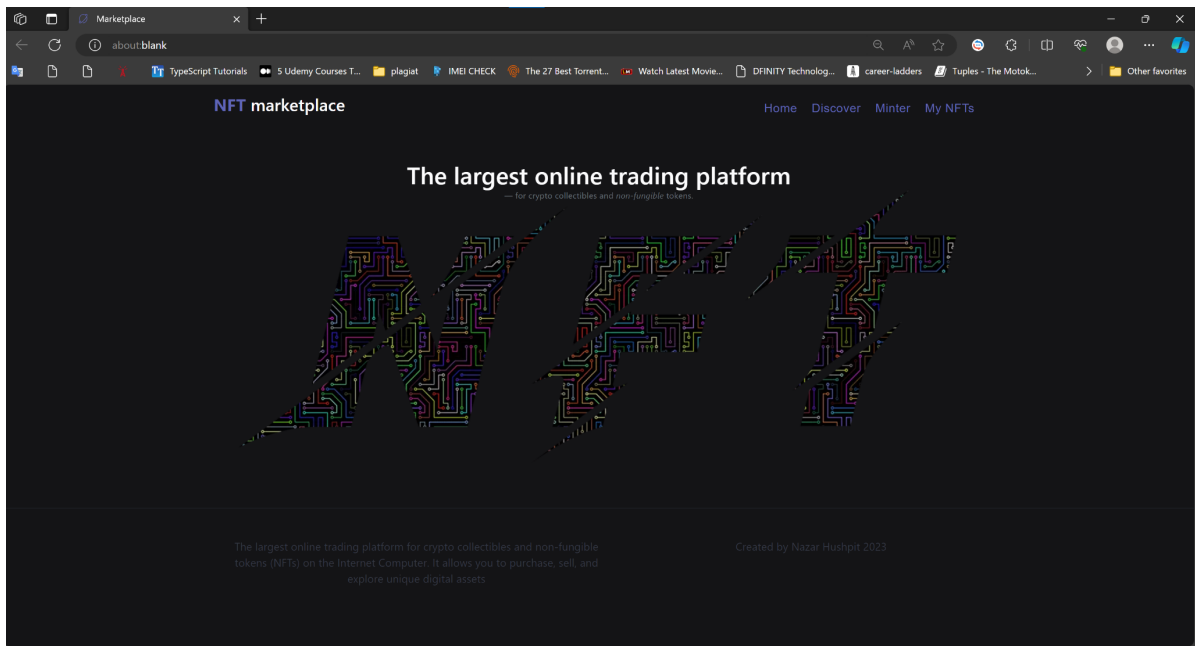 Marketplace
about:blank
TypeScript Tutorials
5 Udemy Courses T...
plagiat
IMEI CHECK
The 27 Best Torrent...
Watch Latest Movie...
DFINITY Technolog...
career-ladders
Tuples - The Motok...
Other favorites
NFT marketplace
Home Discover Minter My NFTs
The largest online trading platform
— for crypto collectibles and non-fungible tokens.
NFT
The largest online trading platform for crypto collectibles and non-fungible
tokens (NFTs) on the Internet Computer. It allows you to purchase, sell, and
explore unique digital assets
Created by Nazar Hushpit 2023